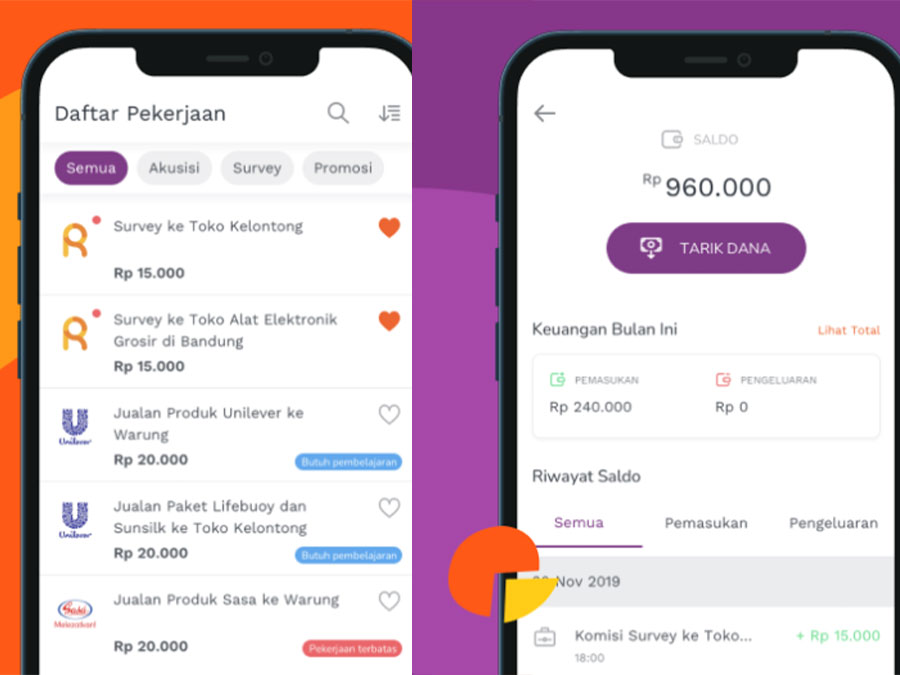 Daftar Pekerjaan
Semua
Akusisi
Survey
Promosi
Survey ke Toko Kelontong
Rp 15.000
Survey ke Toko Alat Elektronik
Grosir di Bandung
Rp 15.000
Unilever
Jualan Produk Unilever ke
Warung
Rp 20.000
Butuh pembelajaran
Unilever
Jualan Paket Lifebuoy dan
Sunsilk ke Toko Kelontong
Rp 20.000
Butuh pembelajaran
Sasa
Melezatkan!
Jualan Produk Sasa ke Warung
Rp 20.000
Pekerjaan terbatas
SALDO
Rp 960.000
TARIK DANA
Keuangan Bulan Ini
Lihat Total
PEMASUKAN
Rp 240.000
PENGELUARAN
Rp 0
Riwayat Saldo
Semua
Pemasukan
Pengeluaran
Nov 2019
Komisi Survey ke Toko...
+ Rp 15.000
18:00